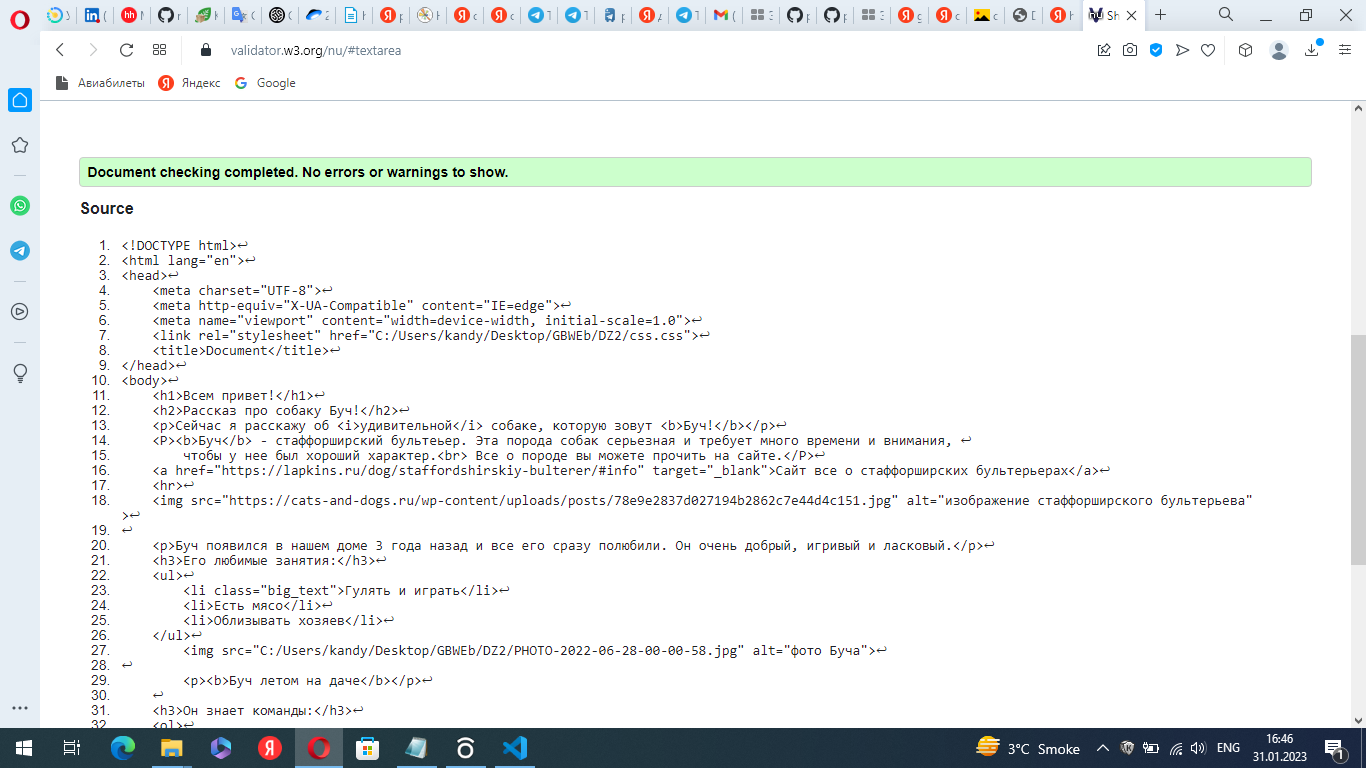 Sh
validator.w3.org/nu/#textarea
Авиабилеты Яндекс Google
Document checking completed. No errors or warnings to show.
Source
1. <!DOCTYPE html>↩
2. <html lang="en">↩
3. <head>↩
4. <meta charset="UTF-8">↩
5. <meta http-equiv="X-UA-Compatible" content="IE=edge">↩
6. <meta name="viewport" content="width=device-width, initial-scale=1.0">↩
7. <link rel="stylesheet" href="C:/Users/kandy/Desktop/GBWEb/DZ2/css.css">↩
8. <title>Document</title>↩
9. </head>↩
10. <body>↩
11. <h1>Всем привет!</h1>↩
12. <h2>Рассказ про собаку Буч!</h2>↩
13. <p>Сейчас я расскажу об <i>удивительной</i> собаке, которую зовут <b>Буч!</b></p>↩
14. <P><b>Буч</b> - стаффорширский бультеьер. Эта порода собак серьезная и требует много времени и внимания, ↩
15. чтобы у нее был хороший характер.<br> Все о породе вы можете прочить на сайте.</P>↩
16. <a href="https://lapkins.ru/dog/staffordshirskiy-bulterer/#info" target="_blank">Сайт все о стаффорширских бультерьерах</a>↩
17. <hr>↩
18. <img src="https://cats-and-dogs.ru/wp-content/uploads/posts/78e9e2837d027194b2862c7e44d4c151.jpg" alt="изображение стаффорширского бультерьева"
>↩
19. ↩
20. <p>Буч появился в нашем доме 3 года назад и все его сразу полюбили. Он очень добрый, игривый и ласковый.</p>↩
21. <h3>Его любимые занятия:</h3>↩
22. <ul>↩
23. <li class="big_text">Гулять и играть</li>↩
24. <li>Есть мясо</li>↩
25. <li>Облизывать хозяев</li>↩
26. </ul>↩
27. <img src="C:/Users/kandy/Desktop/GBWEb/DZ2/PHOTO-2022-06-28-00-00-58.jpg" alt="фото Буча">↩
28. ↩
29. <p><b>Буч летом на даче</b></p>↩
30. ↩
31. <h3>Он знает команды:</h3>↩
32. <ol>↩
3°C Smoke ENG 16:46
31.01.2023
1